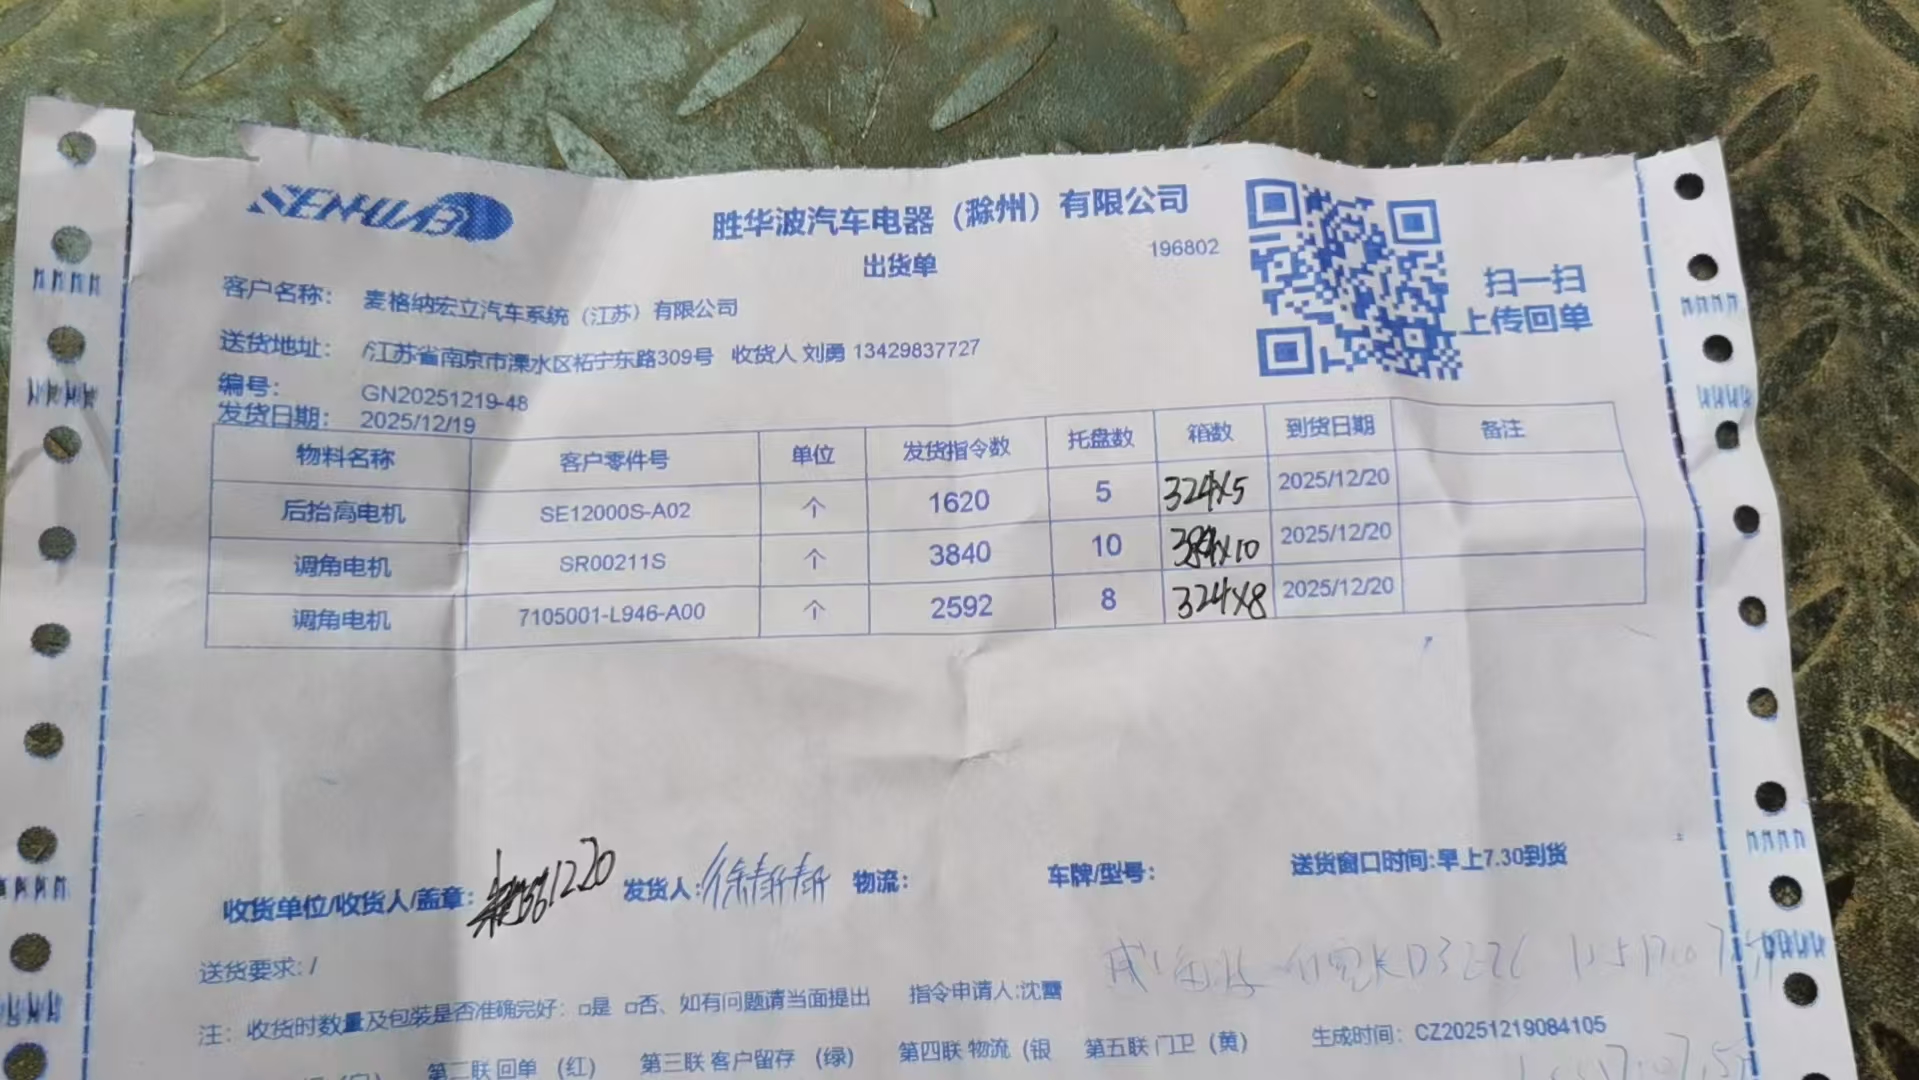 SENHUAB
胜华波汽车电器（滁州）有限公司
出货单
196802
扫一扫
上传回单
客户名称： 麦格纳宏立汽车系统（江苏）有限公司
送货地址： /江苏省南京市溧水区柘宁东路309号 收货人 刘勇 13429837727
编号： GN20251219-48
发货日期： 2025/12/19
物料名称 客户零件号 单位 发货指令数 托盘数 箱数 到货日期 备注
后抬高电机 SE12000S-A02 个 1620 5 324X5 2025/12/20
调角电机 SR00211S 个 3840 10 384x10 2025/12/20
调角电机 7105001-L946-A00 个 2592 8 324X8 2025/12/20
收货单位/收货人/盖章： 1220 发货人： 物流： 车牌/型号： 送货窗口时间:早上7.30到货
送货要求: /
注： 收货时数量及包装是否准确完好：□是 □否、如有问题请当面提出 指令申请人:沈蕾
第二联 回单 （红） 第三联 客户留存 （绿） 第四联 物流（银 第五联 门卫（黄） 生成时间： CZ20251219084105